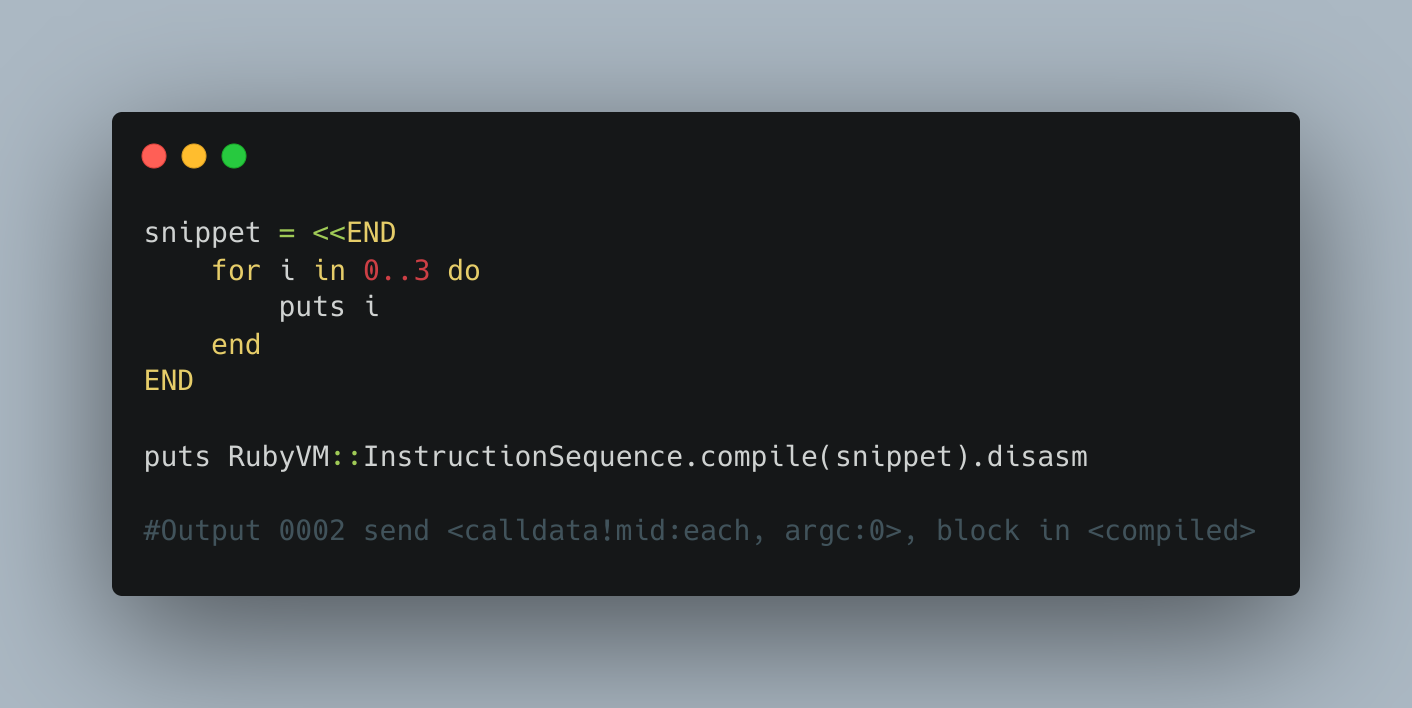 snippet = <<END
    for i in 0..3 do
        puts i
    end
END
puts RubyVM::InstructionSequence.compile(snippet).disasm
#Output 0002 send <calldata!mid:each, argc:0>, block in <compiled>